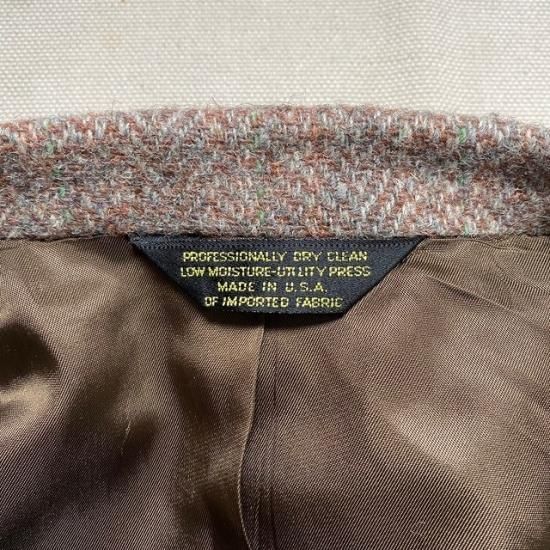 PROFESSIONALLY DRY CLEAN
LOW MOISTURE-UTILITY PRESS
MADE IN U.S.A.
OF IMPORTED FABRIC